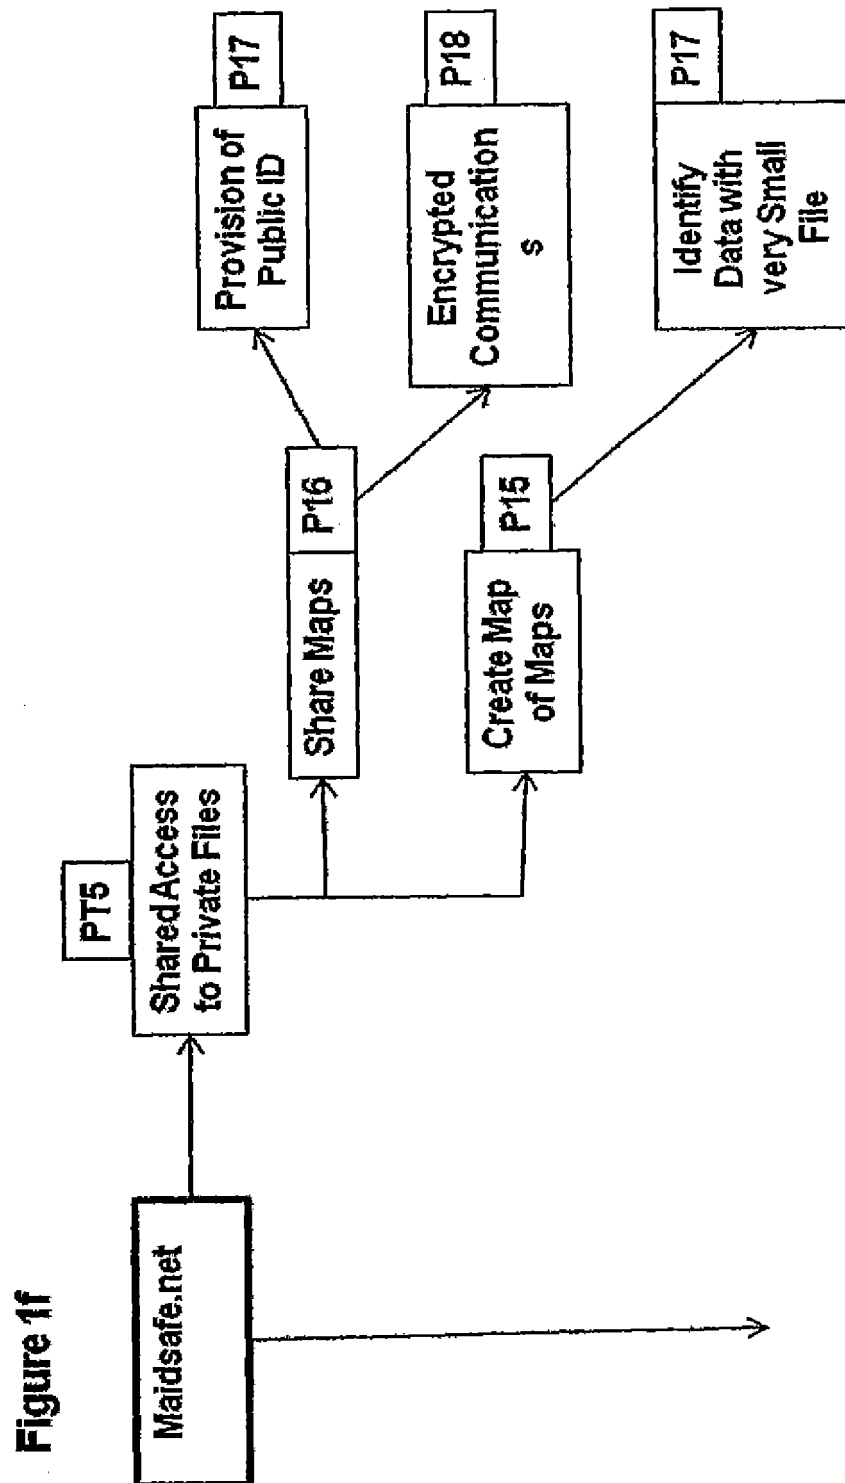 Figure 1f
Maidsafe.net
PT5
Shared Access
to Private Files
Share Maps
P16
Create Map
of Maps
P15
Provision of
Public ID
P17
Encrypted
Communication
s
P18
Identify
Data with
very Small
File
P17